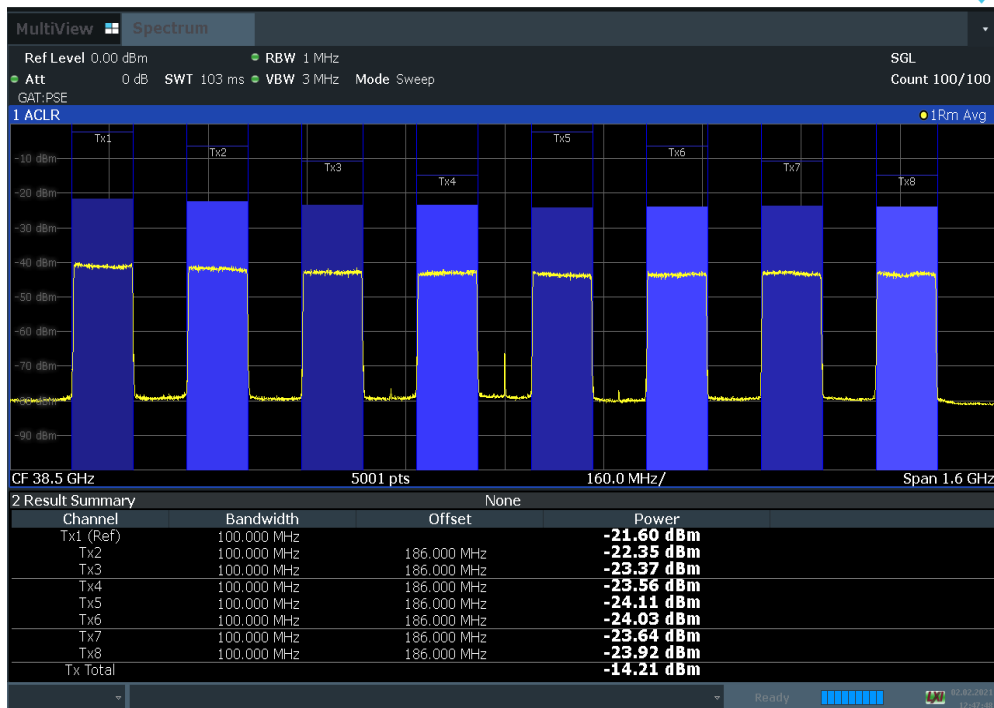 MultiView Spectrum
Ref Level 0.00 dBm RBW 1 MHz SGL
Att 0 dB SWT 103 ms VBW 3 MHz Mode Sweep Count 100/100
GAT:PSE
1 ACLR 1Rm Avg
Tx1 Tx5
Tx2 Tx6
-10 dBm
Tx3 Tx7
Tx4 Tx8
-20 dBm
-30 dBm
-40 dBm
-50 dBm
-60 dBm
-70 dBm
-80 dBm
-90 dBm
CF 38.5 GHz 5001 pts 160.0 MHz/ Span 1.6 GHz
2 Result Summary None
Channel Bandwidth Offset Power
Tx1 (Ref) 100.000 MHz -21.60 dBm
Tx2 100.000 MHz 186.000 MHz -22.35 dBm
Tx3 100.000 MHz 186.000 MHz -23.37 dBm
Tx4 100.000 MHz 186.000 MHz -23.56 dBm
Tx5 100.000 MHz 186.000 MHz -24.11 dBm
Tx6 100.000 MHz 186.000 MHz -24.03 dBm
Tx7 100.000 MHz 186.000 MHz -23.64 dBm
Tx8 100.000 MHz 186.000 MHz -23.92 dBm
Tx Total -14.21 dBm
Ready LXI 02.02.2021
12:47:40